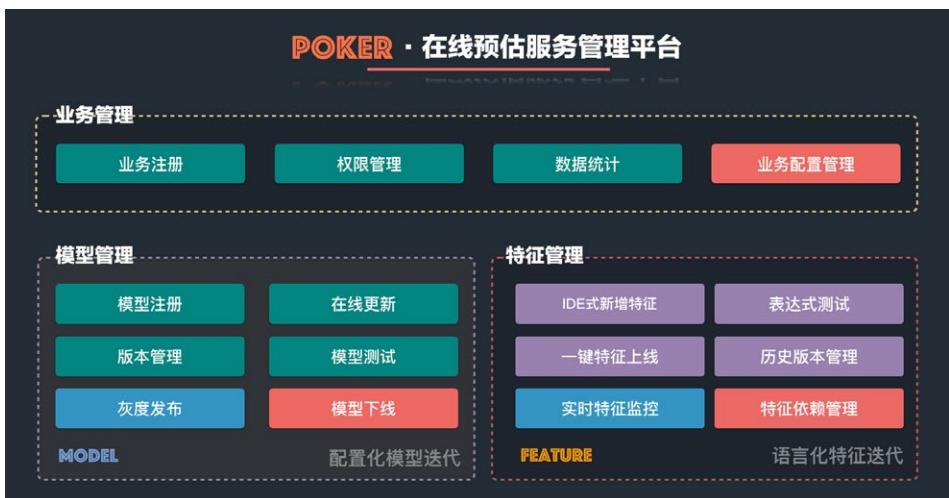 POKER · 在线预估服务管理平台
业务管理
业务注册 权限管理 数据统计 业务配置管理
模型管理
模型注册 在线更新
版本管理 模型测试
灰度发布 模型下线
MODEL 配置化模型迭代
特征管理
IDE式新增特征 表达式测试
一键特征上线 历史版本管理
实时特征监控 特征依赖管理
FEATURE 语言化特征迭代